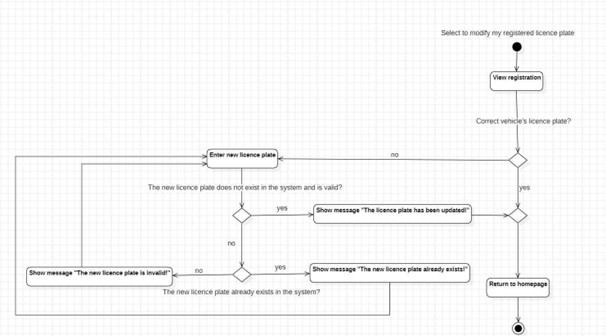 Select to modify my registered licence plate
View registration
Correct vehicle's licence plate?
no
Enter new licence plate
yes
The new licence plate does not exist in the system and is valid?
yes
Show message "The licence plate has been updated!"
no
no
yes
Show message "The new licence plate is invalid!"
Show message "The new licence plate already exists!"
The new licence plate already exists in the system?
Return to homepage